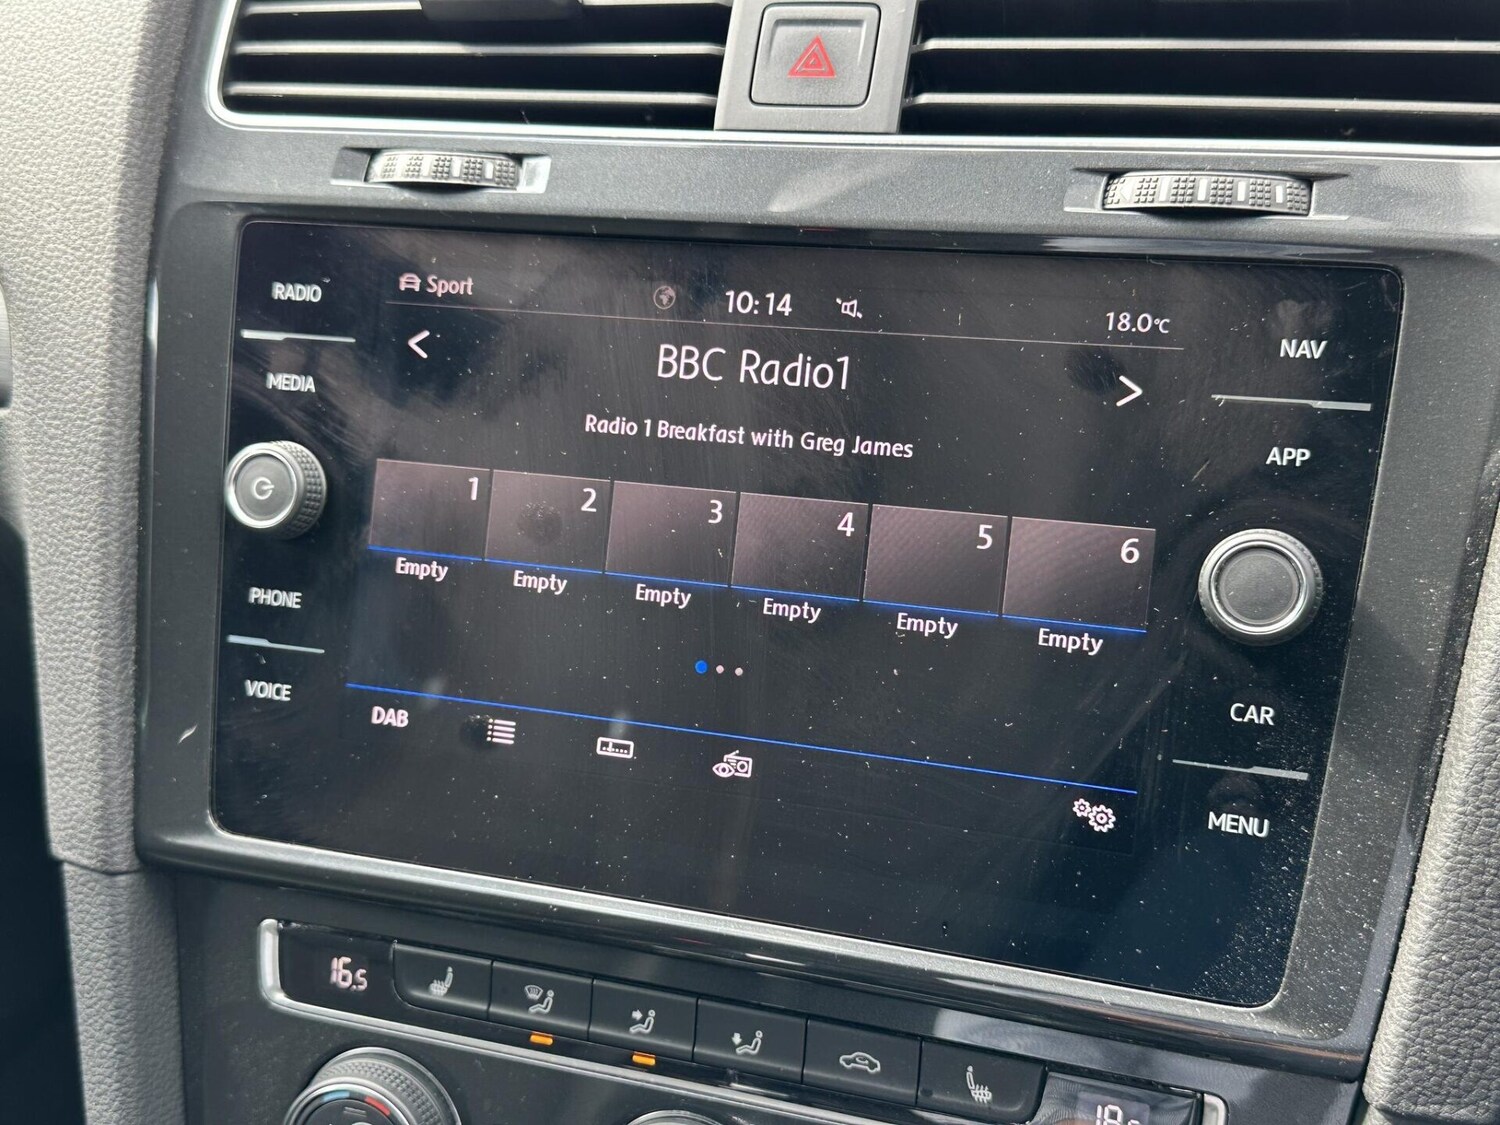 RADIO
MEDIA
PHONE
VOICE
Sport
10:14
18.0°C
BBC Radio1
Radio 1 Breakfast with Greg James
1 2 3 4 5 6
Empty Empty Empty Empty Empty Empty
DAB
NAV
APP
CAR
MENU
16.5